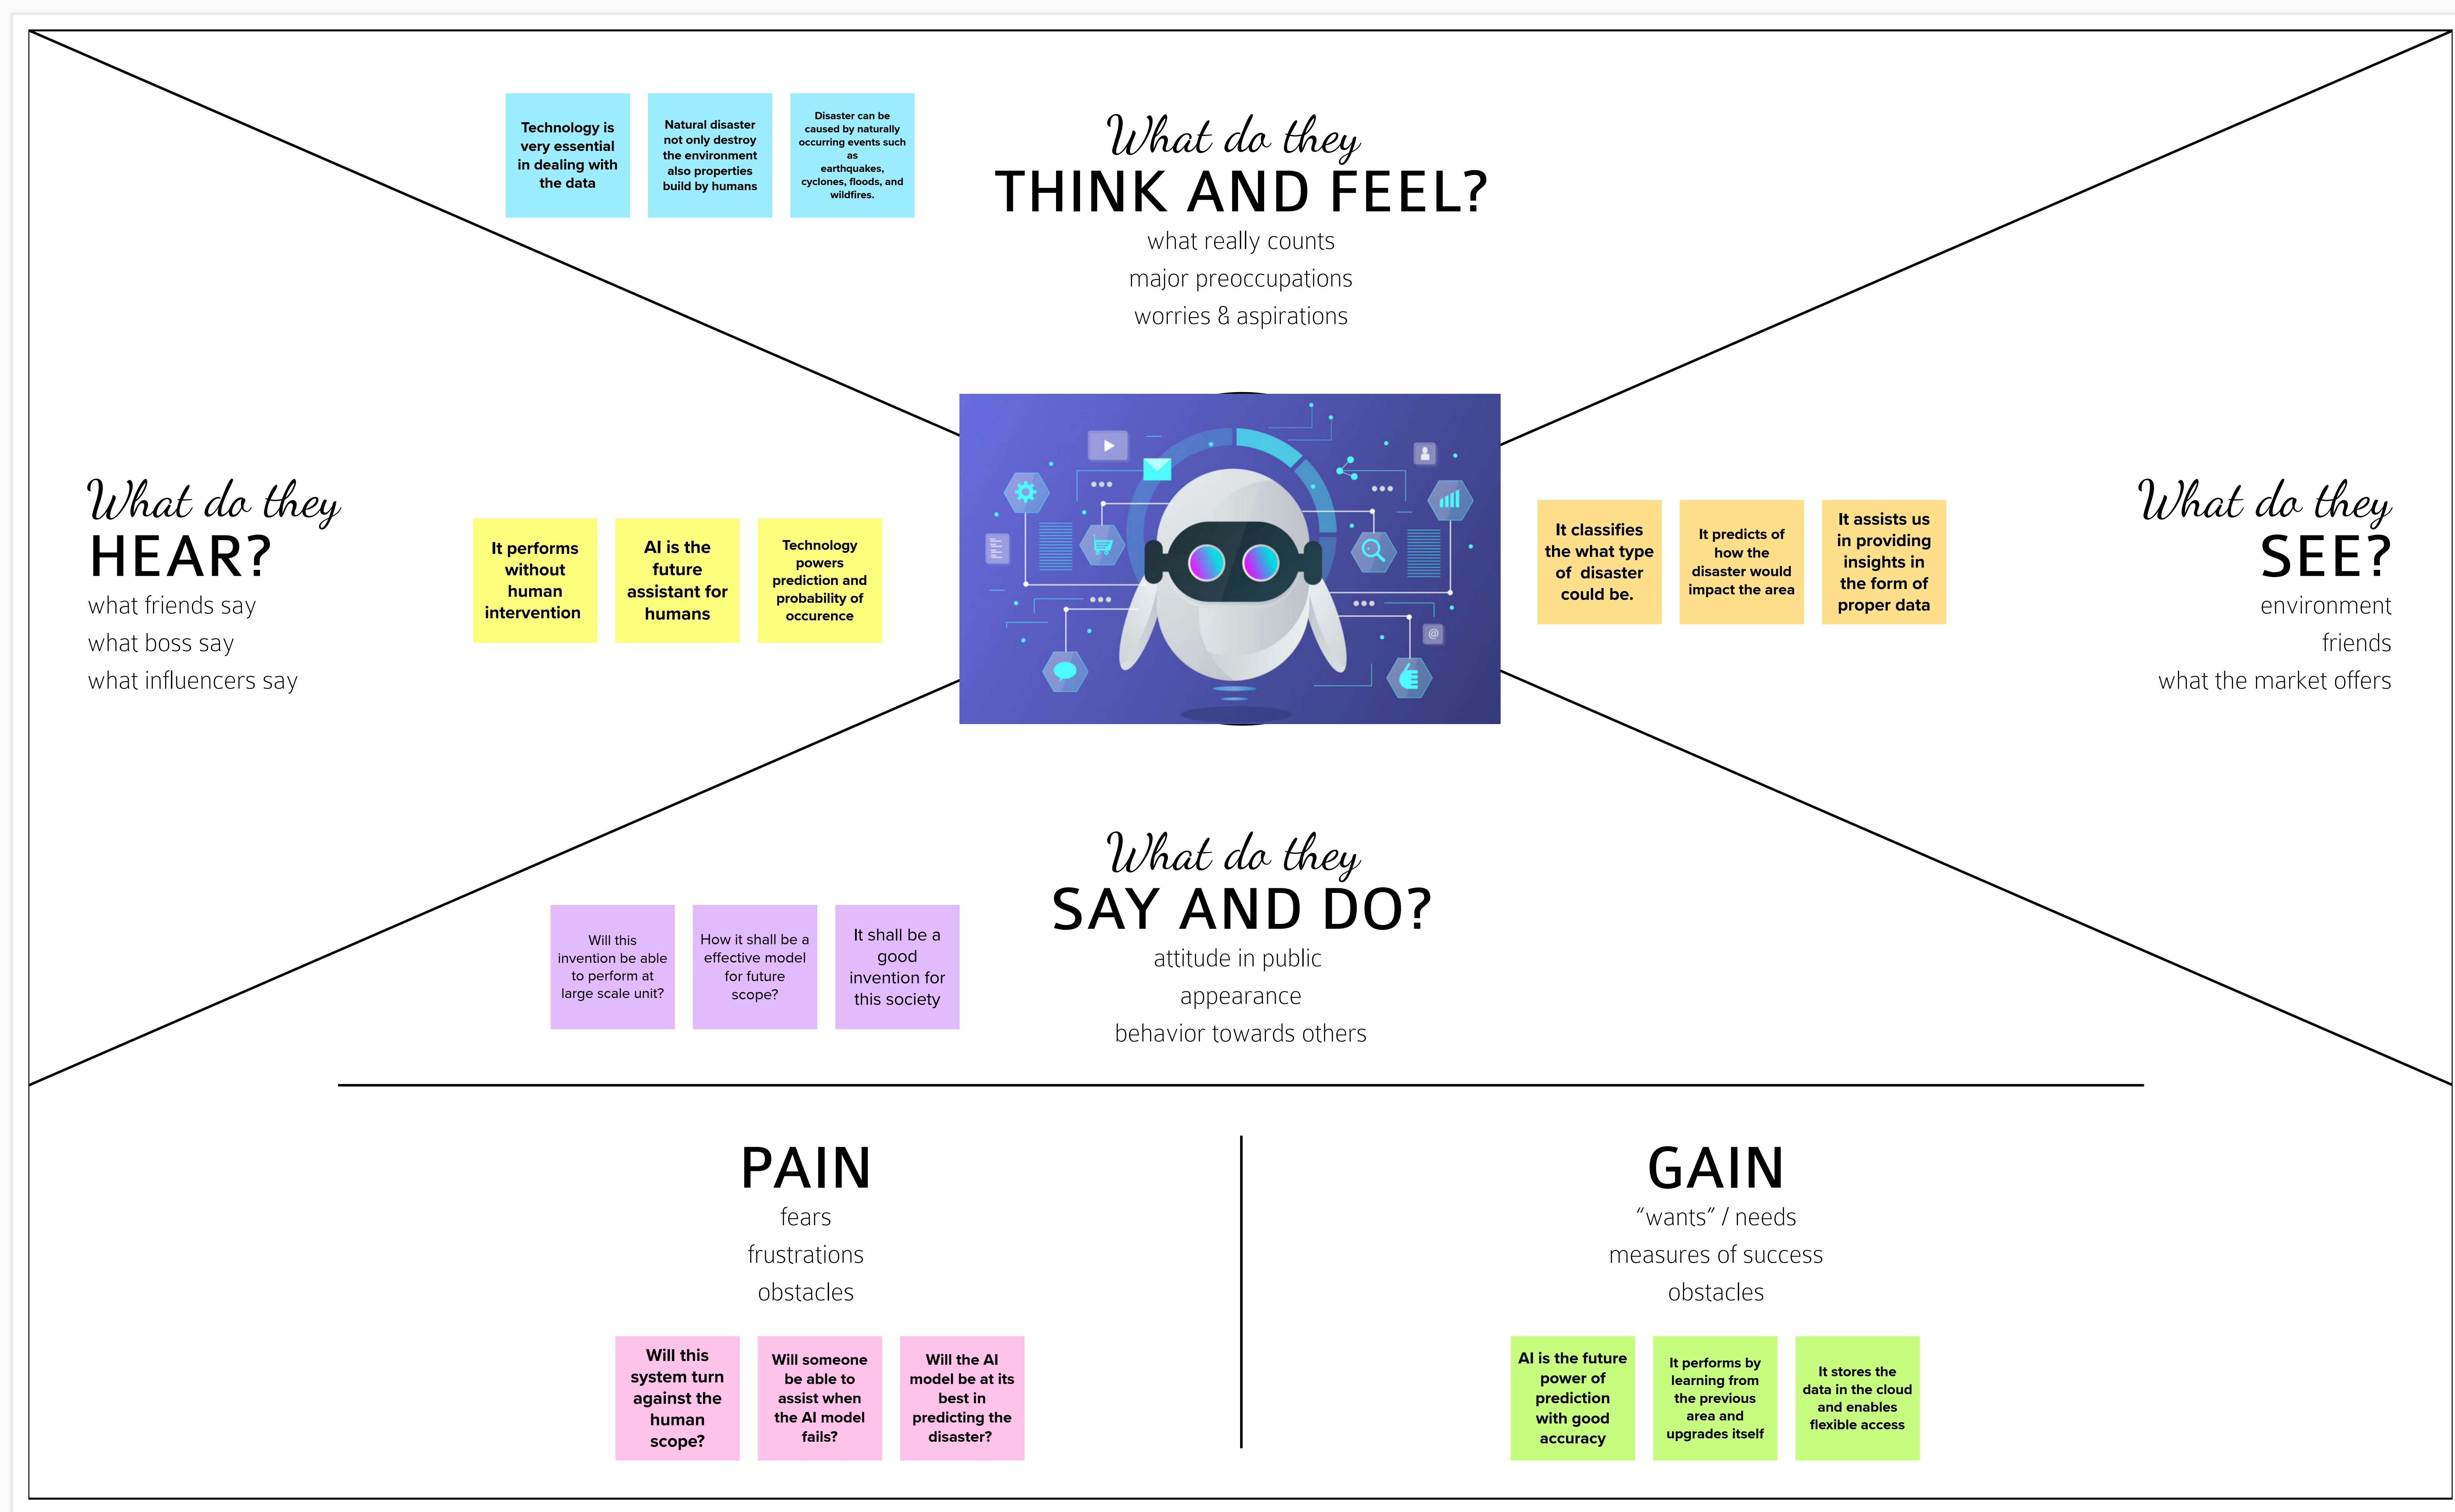 Technology is
very essential
in dealing with
the data
Natural disaster
not only destroy
the environment
also properties
build by humans
Disaster can be
caused by naturally
occurring events such
as
earthquakes,
cyclones, floods, and
wildfires.
What do they
THINK AND FEEL?
what really counts
major preoccupations
worries & aspirations
What do they
HEAR?
what friends say
what boss say
what influencers say
It performs
without
human
intervention
AI is the
future
assistant for
humans
Technology
powers
prediction and
probability of
occurence
@
It classifies
the what type
of disaster
could be.
It predicts of
how the
disaster would
impact the area
It assists us
in providing
insights in
the form of
proper data
What do they
SEE?
environment
friends
what the market offers
Will this
invention be able
to perform at
large scale unit?
How it shall be a
effective model
for future
scope?
It shall be a
good
invention for
this society
What do they
SAY AND DO?
attitude in public
appearance
behavior towards others
PAIN
fears
frustrations
obstacles
Will this
system turn
against the
human
scope?
Will someone
be able to
assist when
the AI model
fails?
Will the AI
model be at its
best in
predicting the
disaster?
GAIN
“wants” / needs
measures of success
obstacles
AI is the future
power of
prediction
with good
accuracy
It performs by
learning from
the previous
area and
upgrades itself
It stores the
data in the cloud
and enables
flexible access